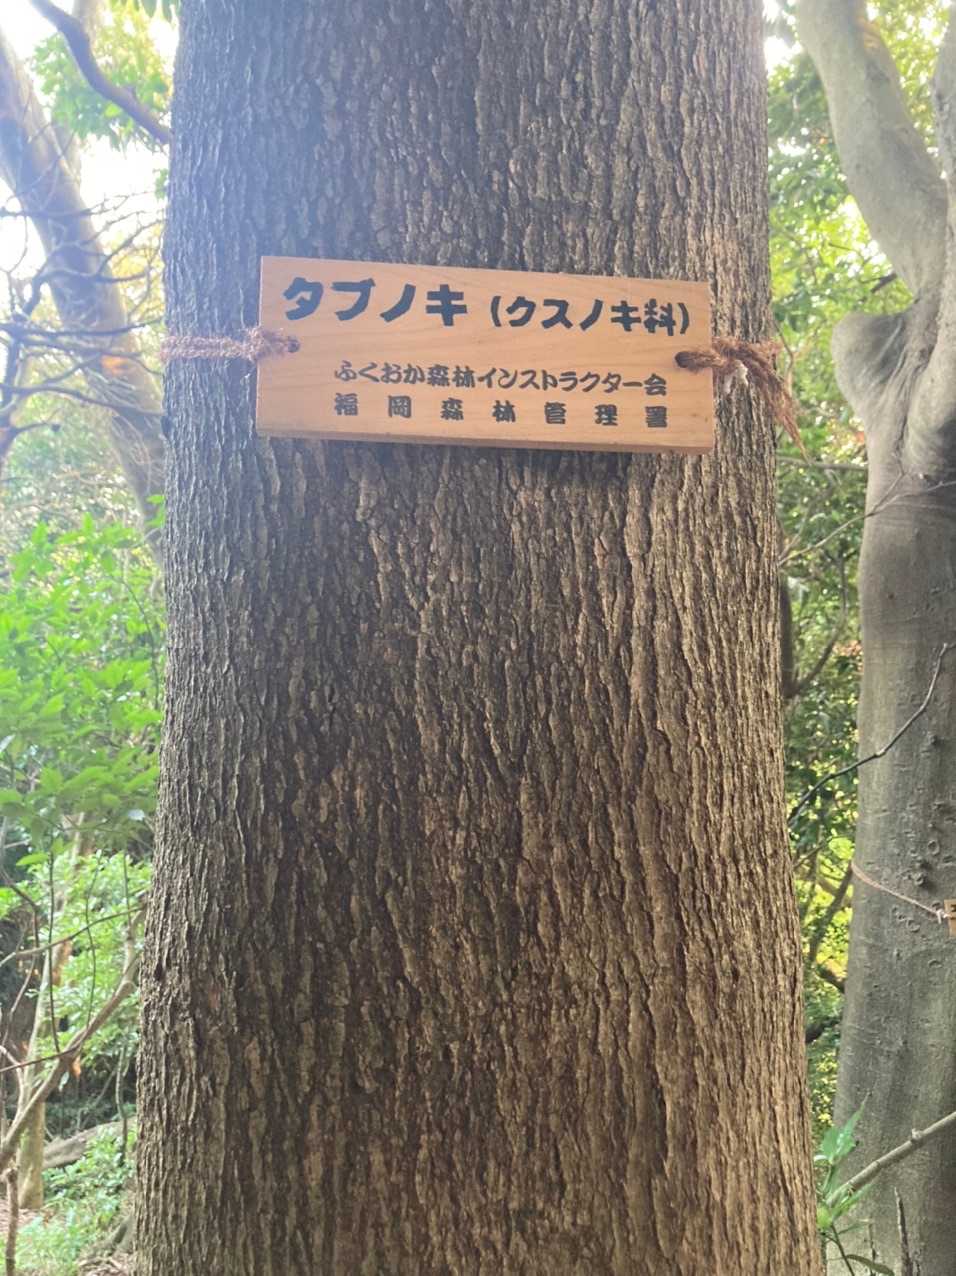 タブノキ（クスノキ科）
ふくおか森林インストラクター会
福岡森林管理署